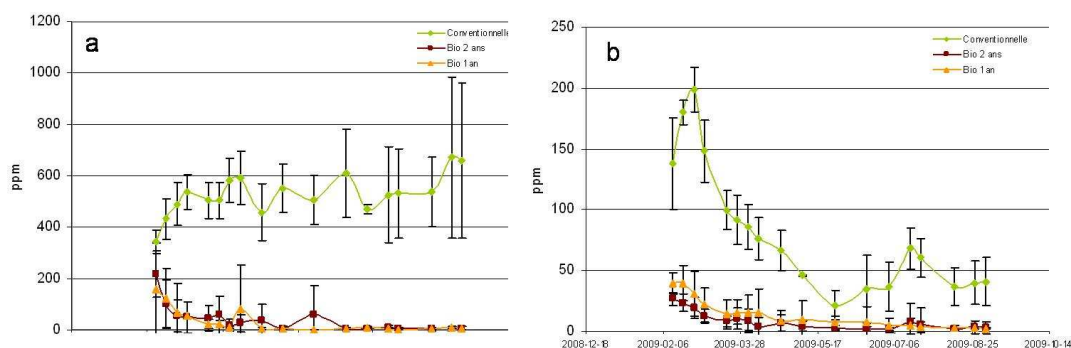 a
1200
1000
800
600
400
200
0
ppm
Conventionnelle
Bio 2 ans
Bio 1 an
b
250
200
150
100
50
0
ppm
Conventionnelle
Bio 2 ans
Bio 1 an
2008-12-18 2009-02-06 2009-03-28 2009-05-17 2009-07-06 2009-08-25 2009-10-14